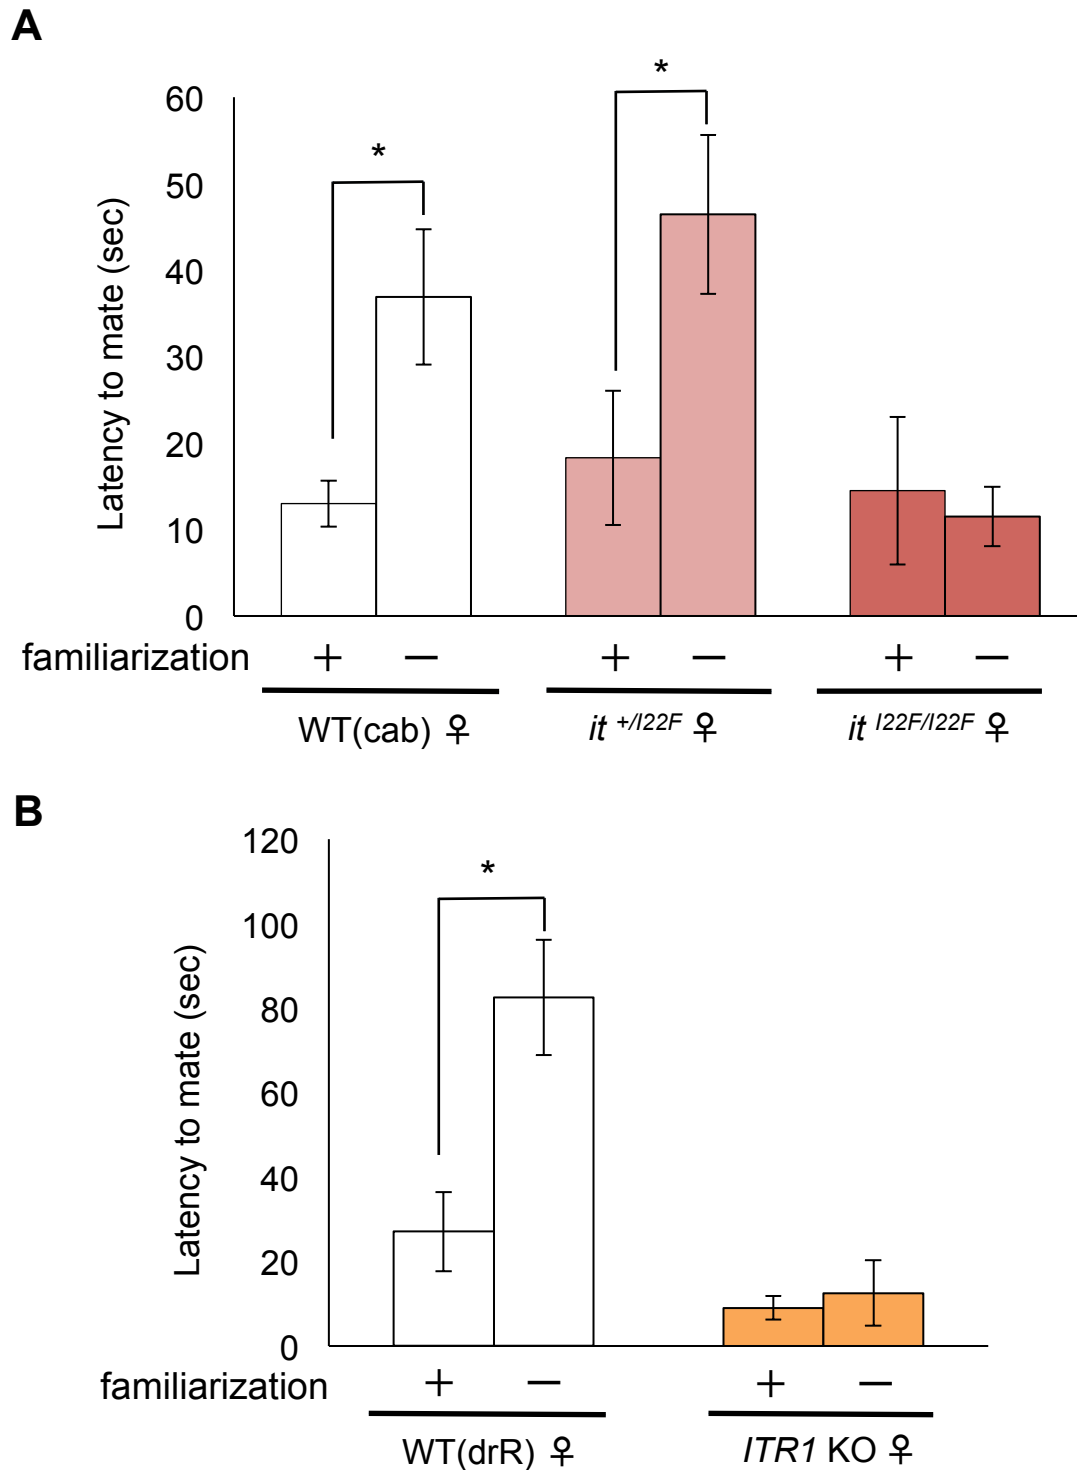 A
*
*
60
50
40
30
20
10
0
Latency to mate (sec)
familiarization + − + − + −
WT(cab) ♀ it +/I22F ♀ it I22F/I22F ♀
B
*
120
100
80
60
40
20
0
Latency to mate (sec)
familiarization + − + −
WT(drR) ♀ ITR1 KO ♀